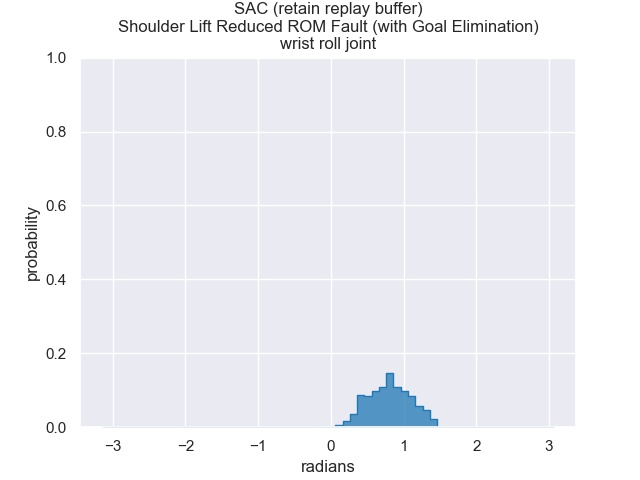 SAC (retain replay buffer)
Shoulder Lift Reduced ROM Fault (with Goal Elimination)
wrist roll joint
1.0
0.8
0.6
0.4
0.2
0.0
probability
−3 −2 −1 0 1 2 3
radians